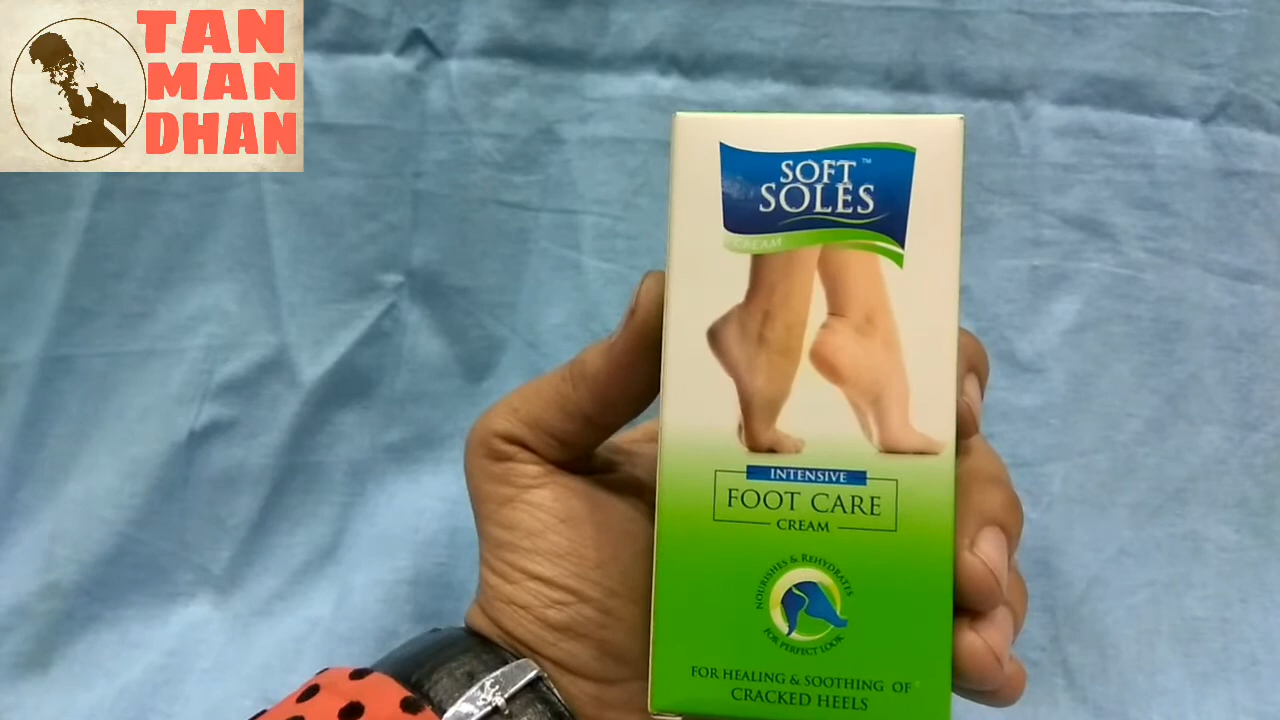 TAN
MAN
DHAN
SOFT™
SOLES
CREAM
INTENSIVE
FOOT CARE
CREAM
NOURISHES & REHYDRATES
FOR PERFECT LOOK
FOR HEALING & SOOTHING OF
CRACKED HEELS